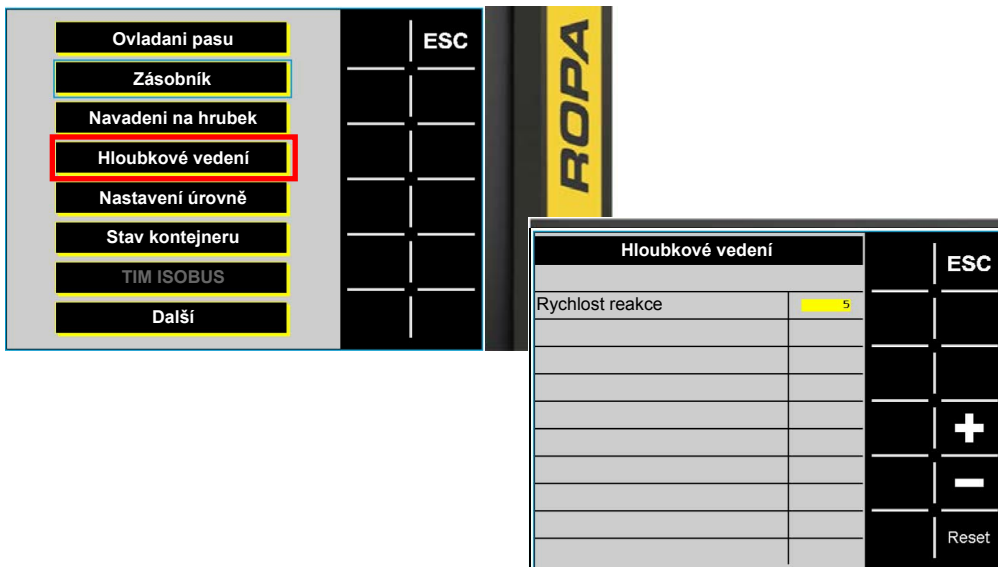 Ovladani pasu
ESC
Zásobník
Navadeni na hrubek
Hloubkové vedení
Nastavení úrovně
Stav kontejneru
TIM ISOBUS
Další
ROPA
Hloubkové vedení
ESC
Rychlost reakce
5
Reset